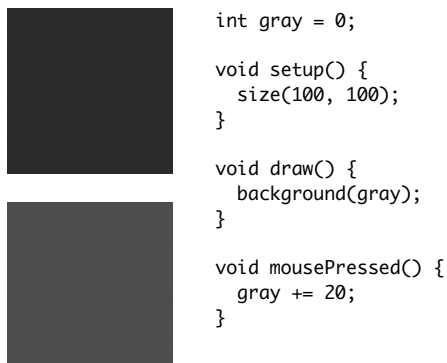 int gray = 0;
void setup() {
size(100, 100);
}
void draw() {
background(gray);
}
void mousePressed() {
gray += 20;
}